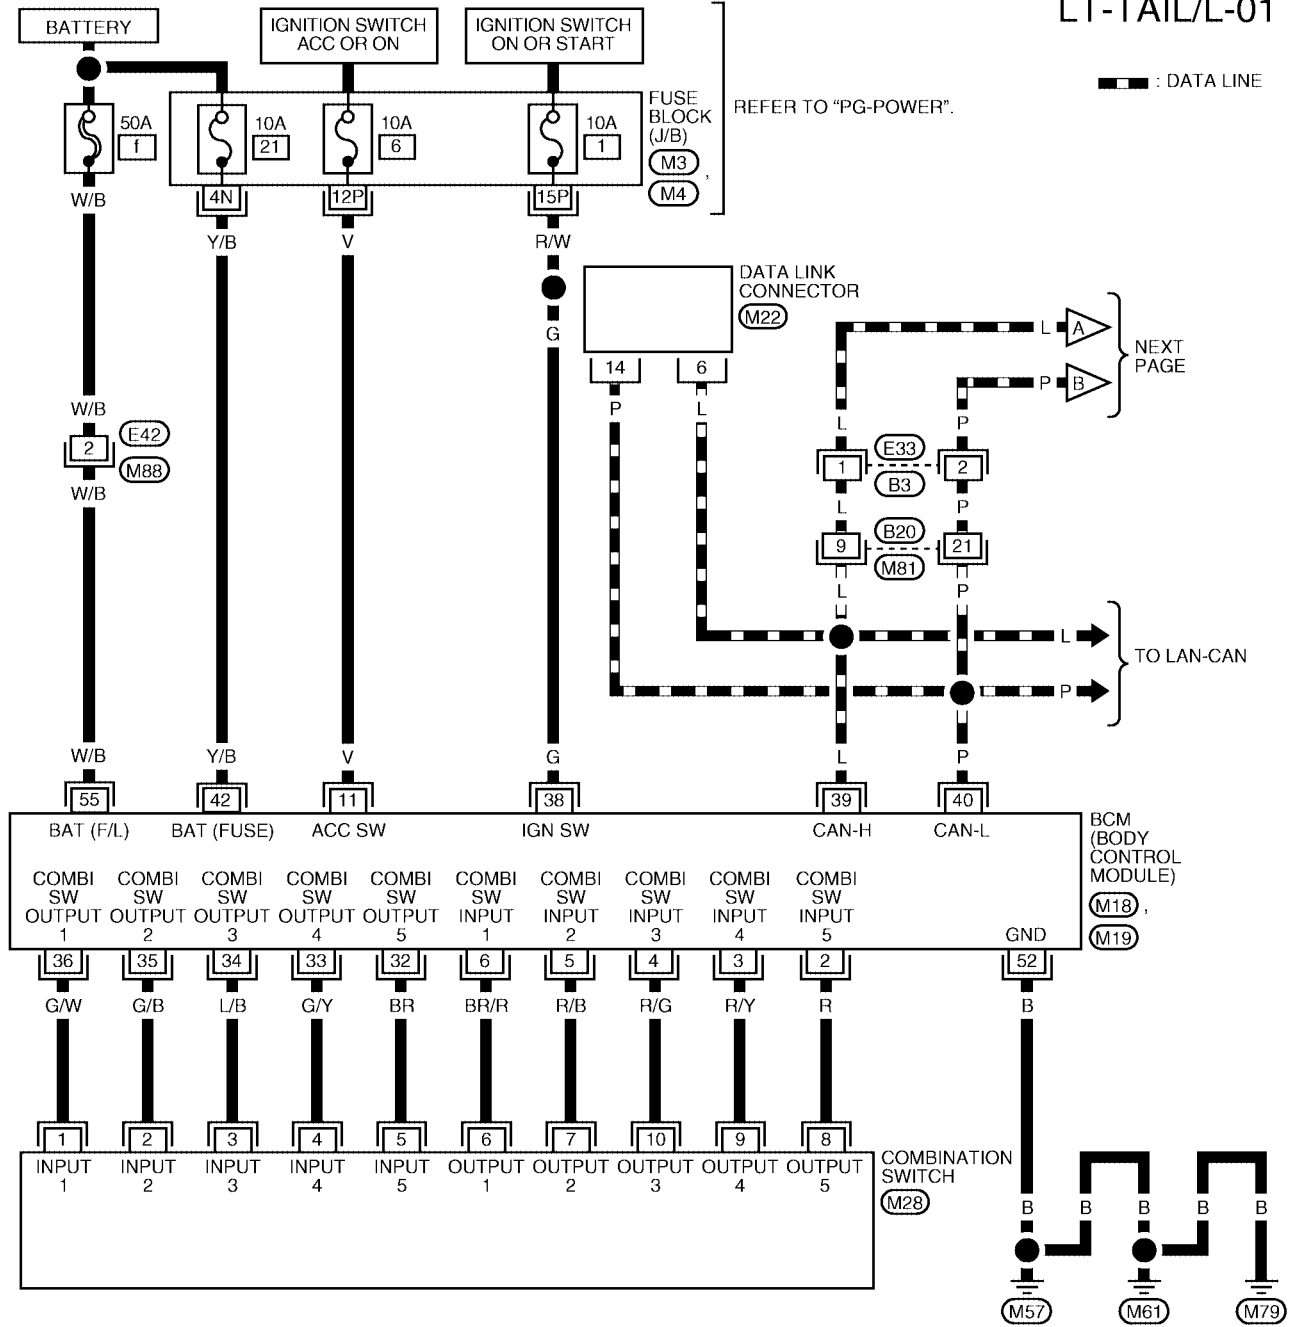 LT-TAIL/L-01
BATTERY
IGNITION SWITCH
ACC OR ON
IGNITION SWITCH
ON OR START
: DATA LINE
50A
f
10A
21
10A
6
10A
1
FUSE
BLOCK
(J/B)
M3 ,
M4
REFER TO “PG-POWER”.
4N
12P
15P
W/B
Y/B
V
R/W
G
DATA LINK
CONNECTOR
M22
14
6
P
L
L
A
P
B
NEXT
PAGE
W/B
2
E42
M88
W/B
L
P
1
E33
2
B3
L
P
9
B20
21
M81
L
P
L
P
TO LAN-CAN
W/B
Y/B
V
G
L
P
55
42
11
38
39
40
BAT (F/L)
BAT (FUSE)
ACC SW
IGN SW
CAN-H
CAN-L
BCM
(BODY
CONTROL
MODULE)
M18 ,
M19
COMBI
SW
OUTPUT
1
COMBI
SW
OUTPUT
2
COMBI
SW
OUTPUT
3
COMBI
SW
OUTPUT
4
COMBI
SW
OUTPUT
5
COMBI
SW
INPUT
1
COMBI
SW
INPUT
2
COMBI
SW
INPUT
3
COMBI
SW
INPUT
4
COMBI
SW
INPUT
5
GND
36
35
34
33
32
6
5
4
3
2
52
G/W
G/B
L/B
G/Y
BR
BR/R
R/B
R/G
R/Y
R
B
1
2
3
4
5
6
7
10
9
8
INPUT
1
INPUT
2
INPUT
3
INPUT
4
INPUT
5
OUTPUT
1
OUTPUT
2
OUTPUT
3
OUTPUT
4
OUTPUT
5
COMBINATION
SWITCH
M28
B
B
B
B
B
M57
M61
M79